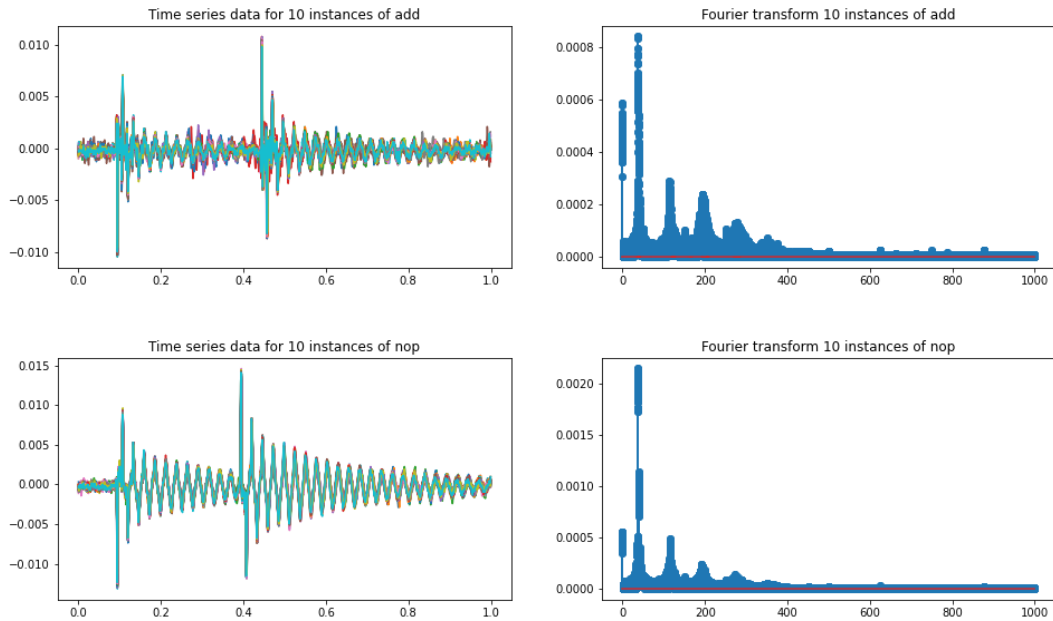 Time series data for 10 instances of add
0.010
0.005
0.000
−0.005
−0.010
0.0 0.2 0.4 0.6 0.8 1.0
Fourier transform 10 instances of add
0.0008
0.0006
0.0004
0.0002
0.0000
0 200 400 600 800 1000
Time series data for 10 instances of nop
0.015
0.010
0.005
0.000
−0.005
−0.010
0.0 0.2 0.4 0.6 0.8 1.0
Fourier transform 10 instances of nop
0.0020
0.0015
0.0010
0.0005
0.0000
0 200 400 600 800 1000